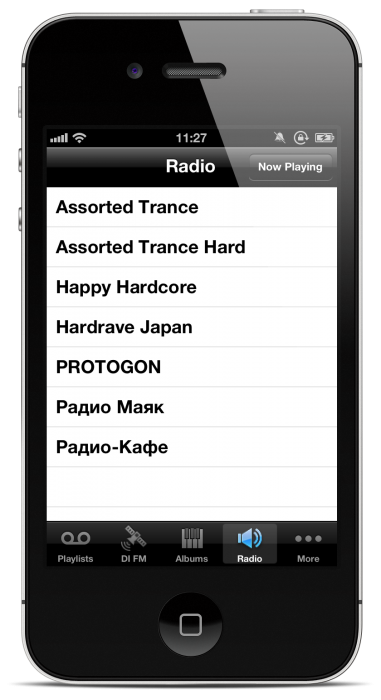 11:27
Radio
Now Playing
Assorted Trance
Assorted Trance Hard
Happy Hardcore
Hardrave Japan
PROTOGON
Радио Маяк
Радио-Кафе
Playlists
DI FM
Albums
Radio
More